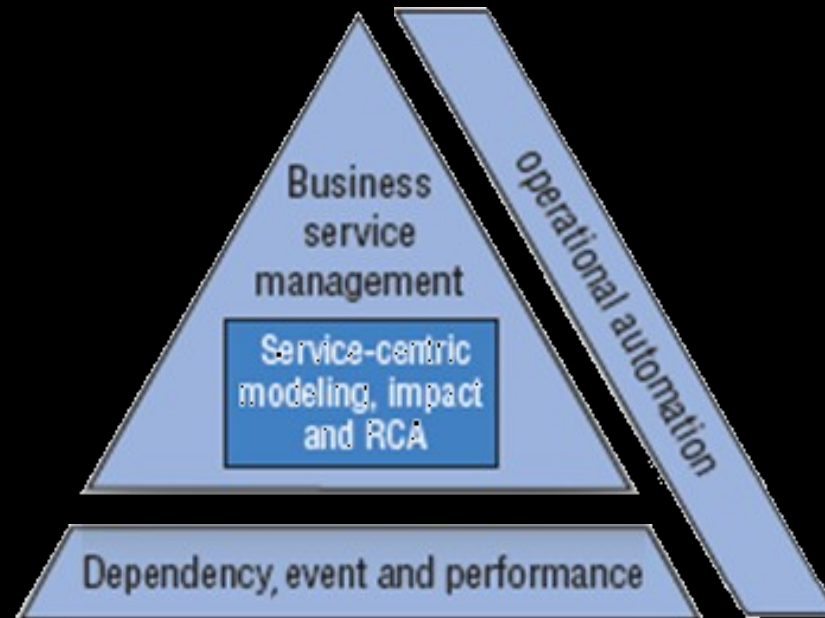 Business
service
management
Service-centric
modeling, impact
and RCA
operational automation
Dependency, event and performance